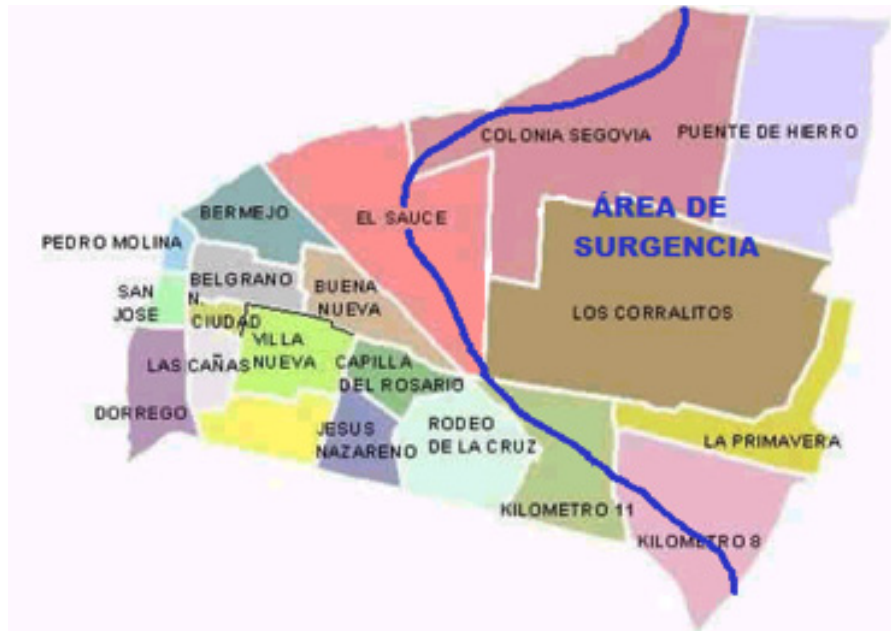 COLONIA SEGOVIA
PUENTE DE HIERRO
BERMEJO
EL SAUCE
ÁREA DE
SURGENCIA
PEDRO MOLINA
BELGRANO
BUENA
NUEVA
SAN
JOSE
N.
CIUDAD
LOS CORRALITOS
VILLA
NUEVA
LAS CAÑAS
CAPILLA
DEL ROSARIO
DORREGO
JESUS
NAZARENO
RODEO
DE LA CRUZ
LA PRIMAVERA
KILOMETRO 11
KILOMETRO 8